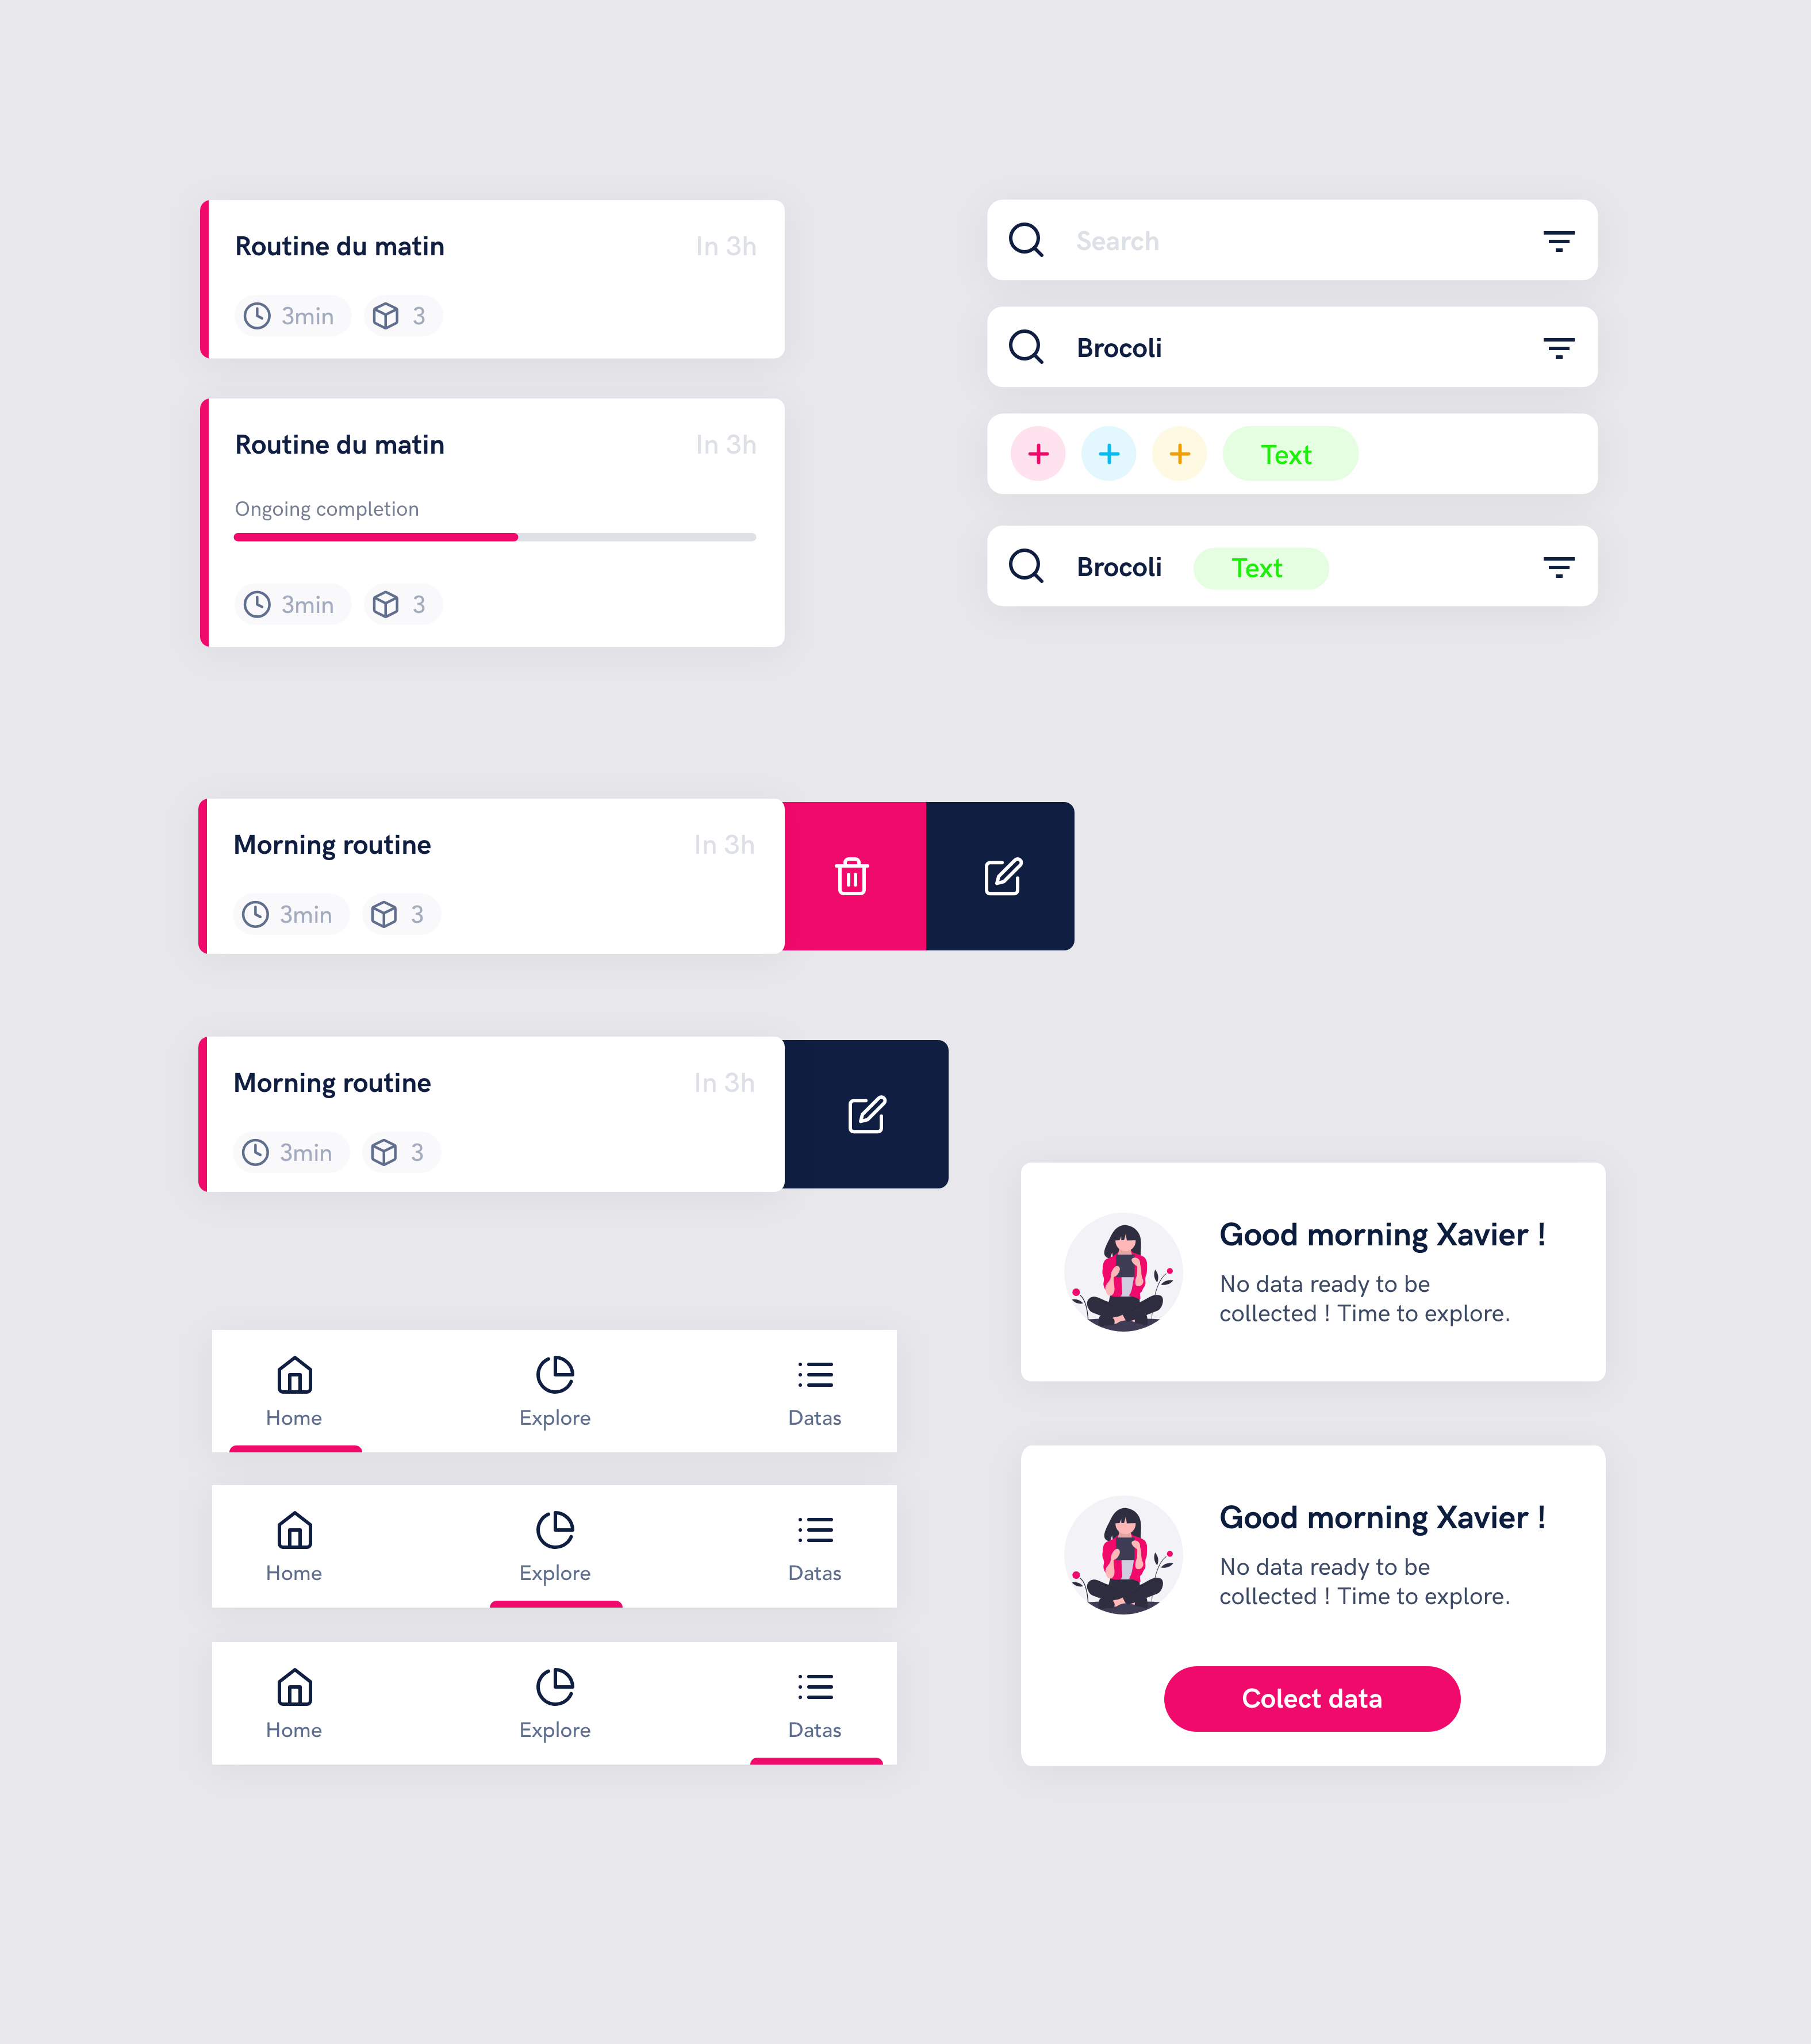 Routine du matin
In 3h
3min
3
Routine du matin
In 3h
Ongoing completion
3min
3
Search
Brocoli
Text
Brocoli
Text
Morning routine
In 3h
3min
3
Morning routine
In 3h
3min
3
Home
Explore
Datas
Home
Explore
Datas
Home
Explore
Datas
Good morning Xavier !
No data ready to be
collected ! Time to explore.
Good morning Xavier !
No data ready to be
collected ! Time to explore.
Colect data